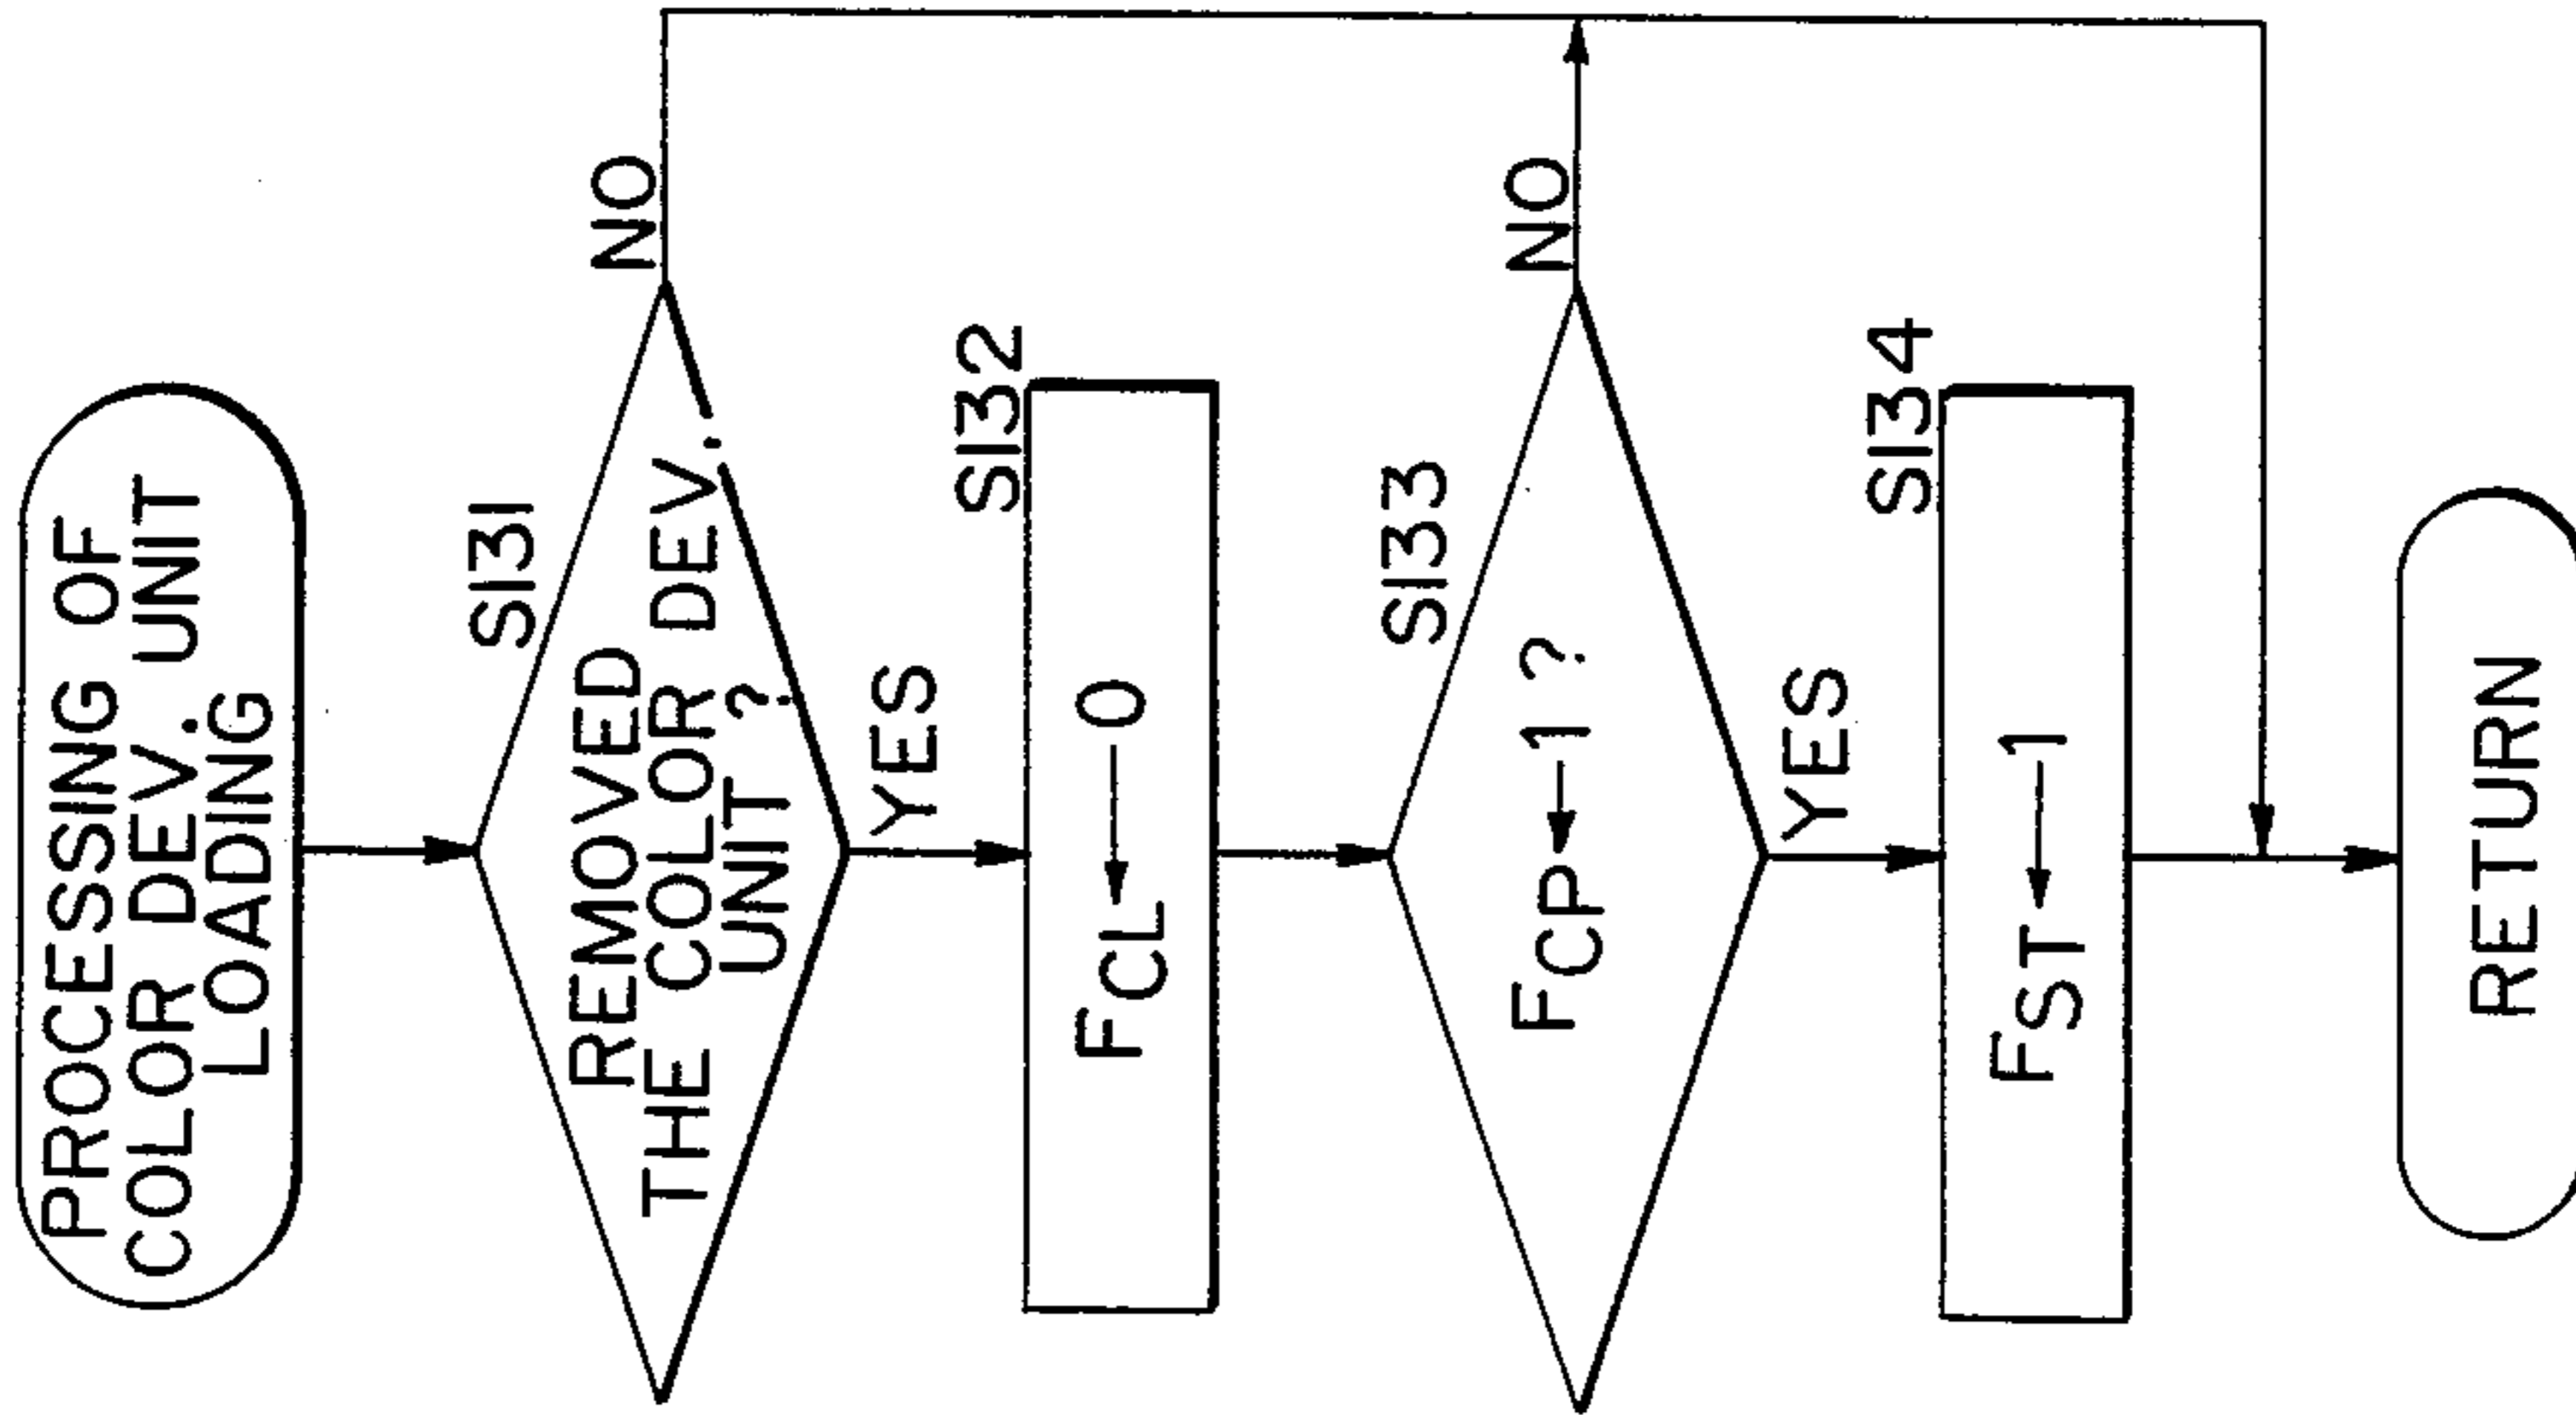 PROCESSING OF
COLOR DEV. UNIT
LOADING
S131
REMOVED
THE COLOR DEV.
UNIT ?
NO
YES
S132
FCL←0
S133
FCP←1 ?
NO
YES
S134
FST←1
RETURN